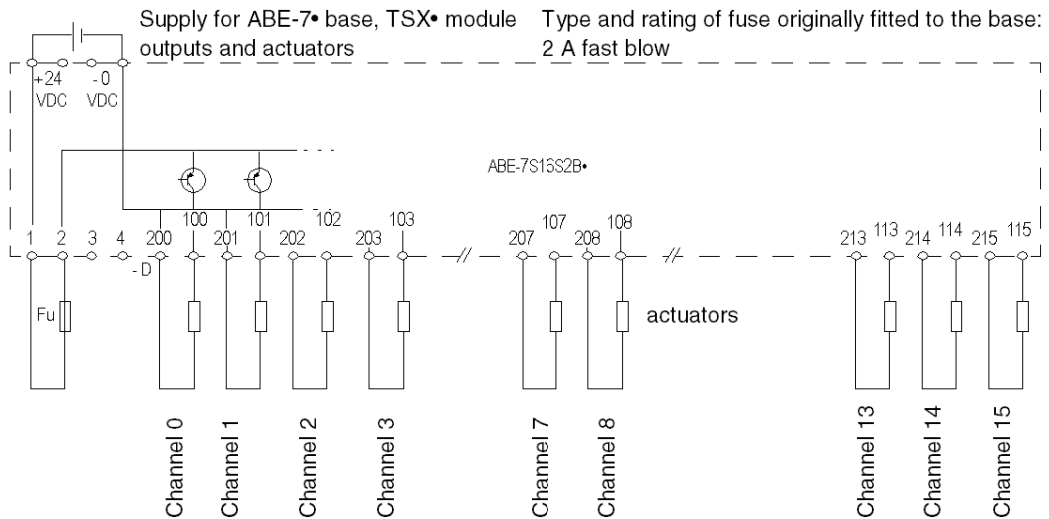 Supply for ABE-7• base, TSX• module
outputs and actuators
Type and rating of fuse originally fitted to the base:
2 A fast blow
+24 -0
VDC VDC
ABE-7S16S2B•
100 101 102 103 107 108 113 114 115
1 2 3 4 200 201 202 203 207 208 213 214 215
-D
Fu
actuators
Channel 0
Channel 1
Channel 2
Channel 3
Channel 7
Channel 8
Channel 13
Channel 14
Channel 15